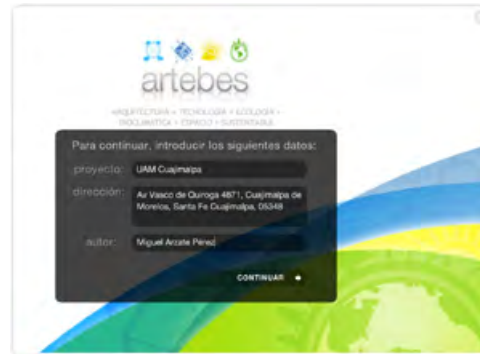 artebes
ARQUITECTURA + TECNOLOGÍA + ECOLOGÍA +
BIOCLIMÁTICA + ESPACIO + SUSTENTABLE
Para continuar, introducir los siguientes datos:
proyecto: UAM Cuajimalpa
dirección: Av Vasco de Quiroga 4871, Cuajimalpa de
Morelos, Santa Fe Cuajimalpa, 05348
autor: Miguel Arzate Pérez
CONTINUAR